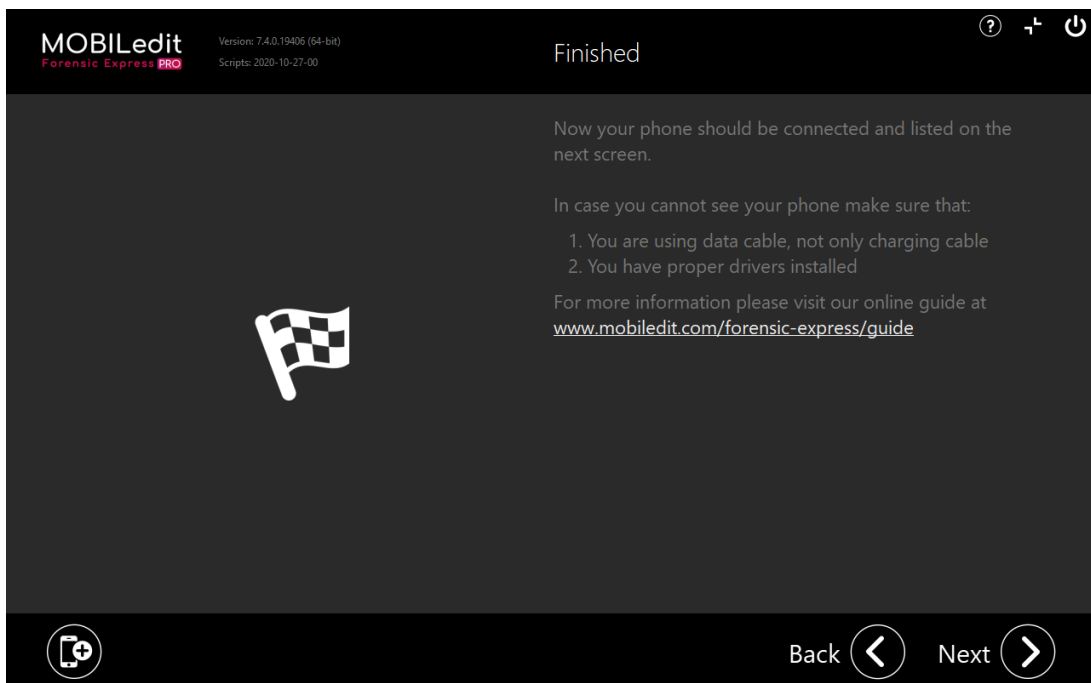 MOBILedit
Forensic Express PRO
Version: 7.4.0.19406 (64-bit)
Scripts: 2020-10-27-00
Finished
?
Now your phone should be connected and listed on the
next screen.
In case you cannot see your phone make sure that:
1. You are using data cable, not only charging cable
2. You have proper drivers installed
For more information please visit our online guide at
www.mobiledit.com/forensic-express/guide
Back
Next